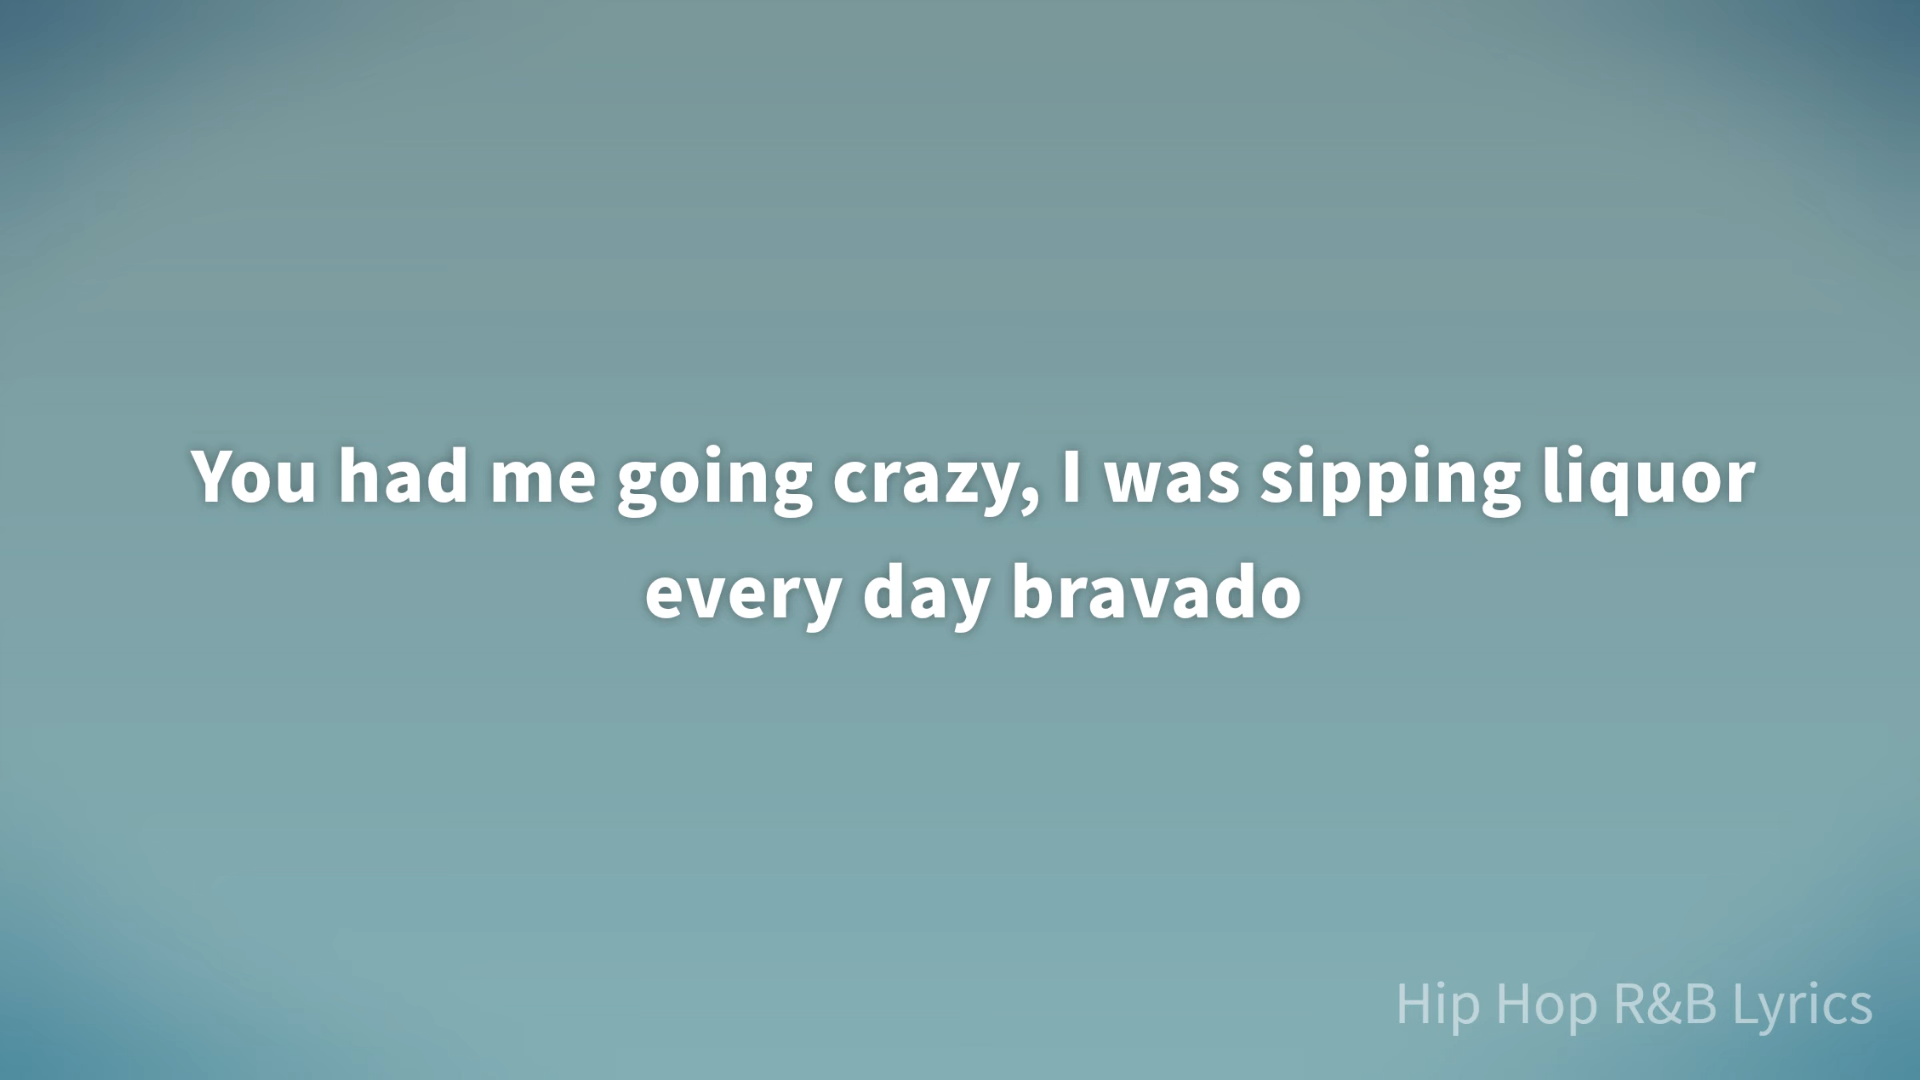 You had me going crazy, I was sipping liquor
every day bravado
Hip Hop R&B Lyrics